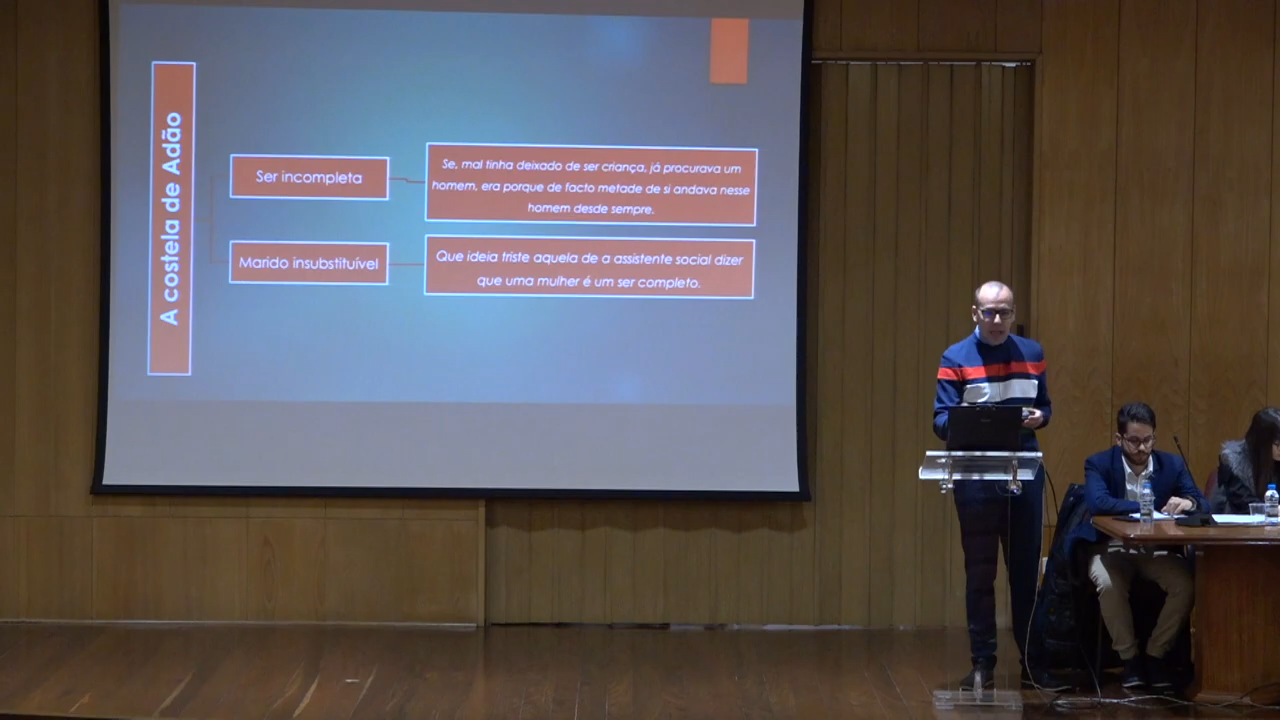 A costela de Adão
Ser incompleta
Se, mal tinha deixado de ser criança, já procurava um
homem, era porque de facto metade de si andava nesse
homem desde sempre.
Marido insubstituível
Que ideia triste aquela de a assistente social dizer
que uma mulher é um ser completo.